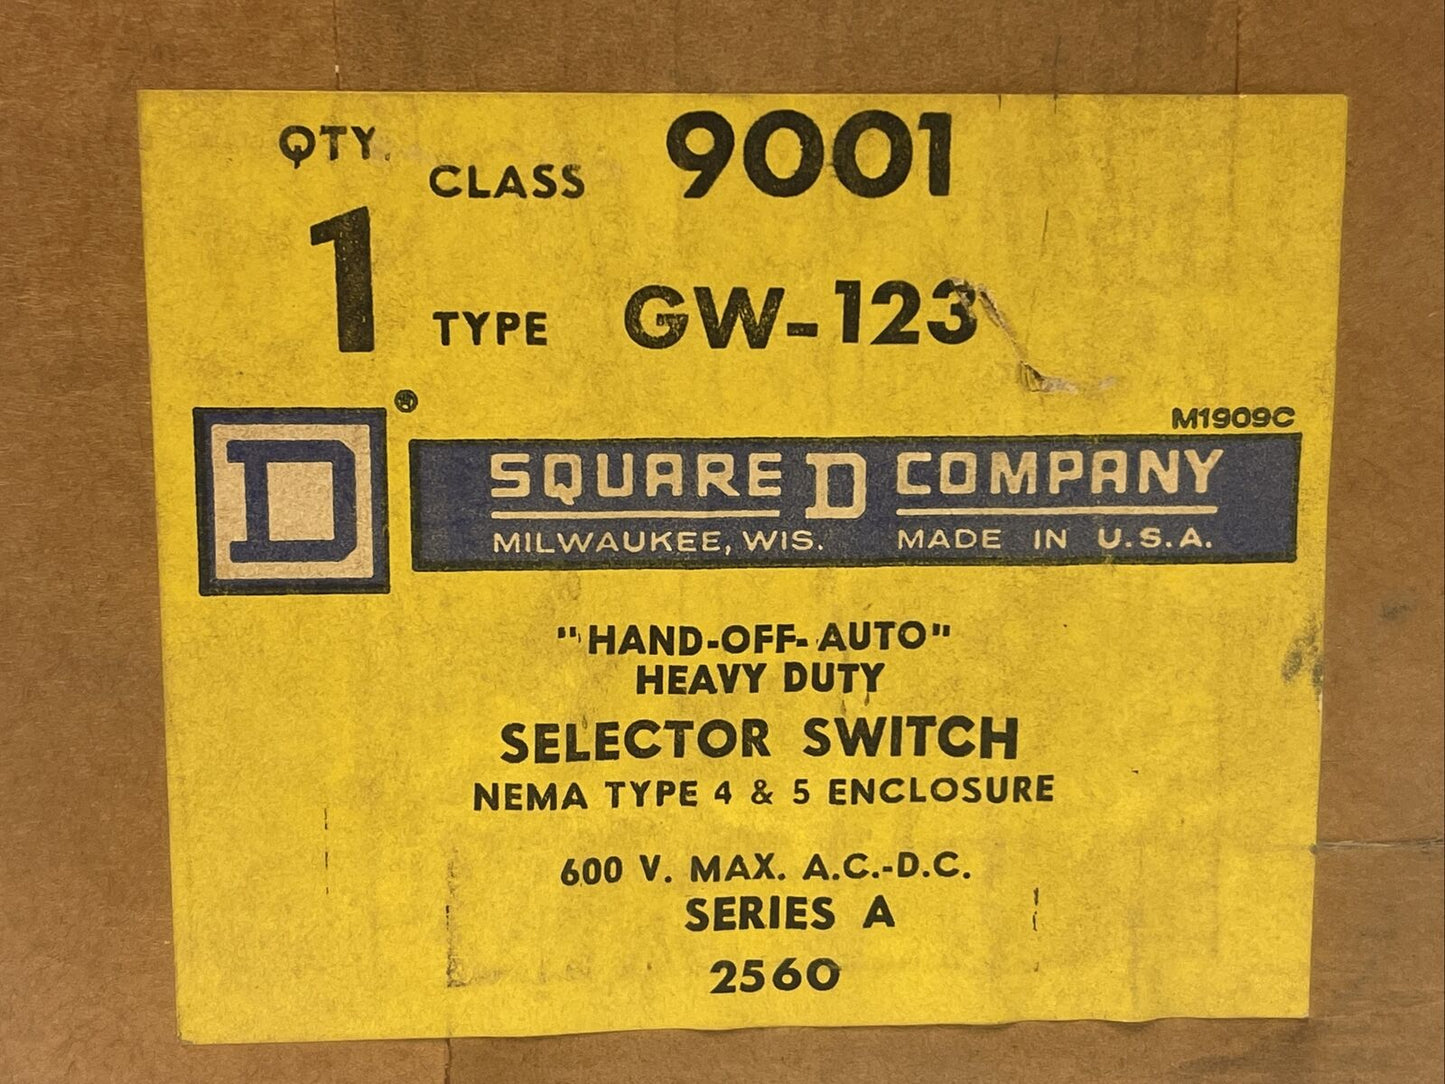 QTY.
CLASS 9001
1
TYPE GW-123
M1909C
D ®
SQUARE D COMPANY
MILWAUKEE, WIS. MADE IN U.S.A.
"HAND-OFF-AUTO"
HEAVY DUTY
SELECTOR SWITCH
NEMA TYPE 4 & 5 ENCLOSURE
600 V. MAX. A.C.-D.C.
SERIES A
2560